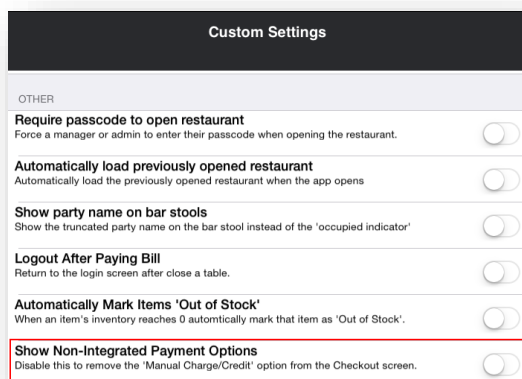 Custom Settings
OTHER
Require passcode to open restaurant
Force a manager or admin to enter their passcode when opening the restaurant.
Automatically load previously opened restaurant
Automatically load the previously opened restaurant when the app opens
Show party name on bar stools
Show the truncated party name on the bar stool instead of the 'occupied indicator'
Logout After Paying Bill
Return to the login screen after close a table.
Automatically Mark Items 'Out of Stock'
When an item's inventory reaches 0 automtically mark that item as 'Out of Stock'.
Show Non-Integrated Payment Options
Disable this to remove the 'Manual Charge/Credit' option from the Checkout screen.